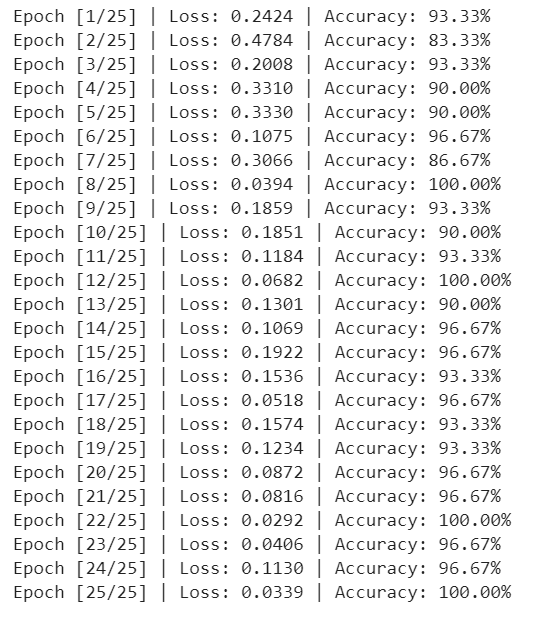 Epoch [1/25] | Loss: 0.2424 | Accuracy: 93.33%
Epoch [2/25] | Loss: 0.4784 | Accuracy: 83.33%
Epoch [3/25] | Loss: 0.2008 | Accuracy: 93.33%
Epoch [4/25] | Loss: 0.3310 | Accuracy: 90.00%
Epoch [5/25] | Loss: 0.3330 | Accuracy: 90.00%
Epoch [6/25] | Loss: 0.1075 | Accuracy: 96.67%
Epoch [7/25] | Loss: 0.3066 | Accuracy: 86.67%
Epoch [8/25] | Loss: 0.0394 | Accuracy: 100.00%
Epoch [9/25] | Loss: 0.1859 | Accuracy: 93.33%
Epoch [10/25] | Loss: 0.1851 | Accuracy: 90.00%
Epoch [11/25] | Loss: 0.1184 | Accuracy: 93.33%
Epoch [12/25] | Loss: 0.0682 | Accuracy: 100.00%
Epoch [13/25] | Loss: 0.1301 | Accuracy: 90.00%
Epoch [14/25] | Loss: 0.1069 | Accuracy: 96.67%
Epoch [15/25] | Loss: 0.1922 | Accuracy: 96.67%
Epoch [16/25] | Loss: 0.1536 | Accuracy: 93.33%
Epoch [17/25] | Loss: 0.0518 | Accuracy: 96.67%
Epoch [18/25] | Loss: 0.1574 | Accuracy: 93.33%
Epoch [19/25] | Loss: 0.1234 | Accuracy: 93.33%
Epoch [20/25] | Loss: 0.0872 | Accuracy: 96.67%
Epoch [21/25] | Loss: 0.0816 | Accuracy: 96.67%
Epoch [22/25] | Loss: 0.0292 | Accuracy: 100.00%
Epoch [23/25] | Loss: 0.0406 | Accuracy: 96.67%
Epoch [24/25] | Loss: 0.1130 | Accuracy: 96.67%
Epoch [25/25] | Loss: 0.0339 | Accuracy: 100.00%